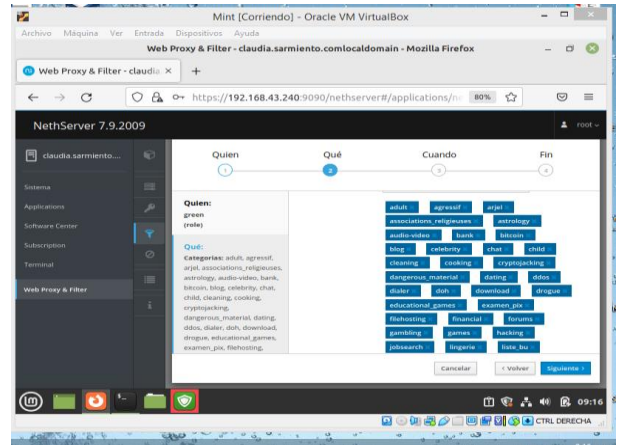 Mint [Corriendo] - Oracle VM VirtualBox
Archivo Máquina Ver Entrada Dispositivos Ayuda
Web Proxy & Filter - claudia.sarmiento.comlocaldomain - Mozilla Firefox
Web Proxy & Filter - claudia.
https://192.168.43.240:9090/nethserver#/applications/ne
80%
NethServer 7.9.2009
root
claudia.sarmiento....
Sistema
Applications
Software Center
Subscription
Terminal
Web Proxy & Filter
Quien Qué Cuando Fin
1 2 3 4
Quien:
green
(role)
Qué:
Categorias: adult, agressif,
arjel, associations_religieuses,
astrology, audio-video, bank,
bitcoin, blog, celebrity, chat,
child, cleaning, cooking,
cryptojacking,
dangerous_material, dating,
ddos, dialer, doh, download,
drogue, educational_games,
examen_pix, filehosting,
adult agressif arjel
associations_religieuses astrology
audio-video bank bitcoin
blog celebrity chat child
cleaning cooking cryptojacking
dangerous_material dating ddos
dialer doh download drogue
educational_games examen_pix
filehosting financial forums
gambling games hacking
jobsearch lingerie liste_bu
Cancelar < Volver Siguiente >
09:16
CTRL DERECHA